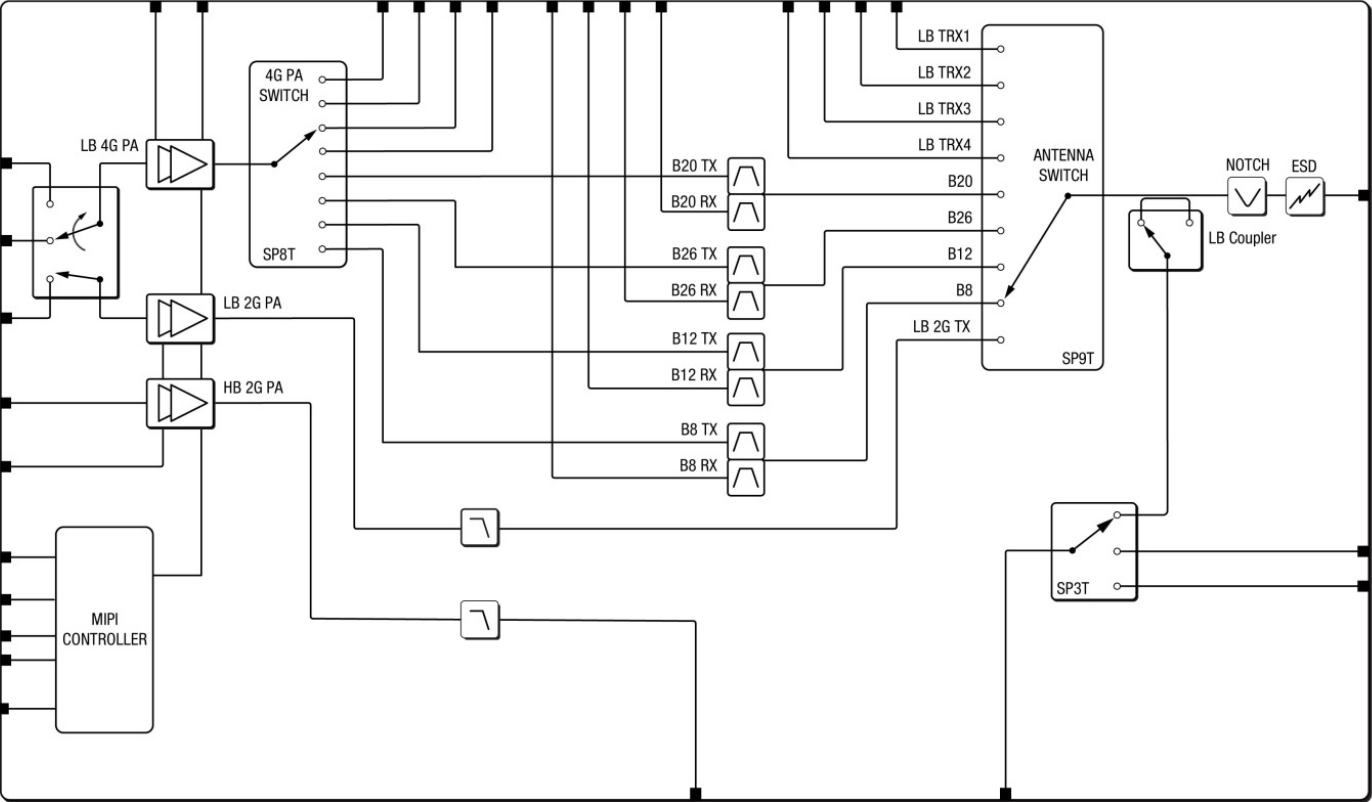 LB TRX1
4G PA
SWITCH
LB TRX2
LB TRX3
LB 4G PA
LB TRX4
ANTENNA
SWITCH
B20 TX
B20
NOTCH
ESD
B20 RX
B26
LB Coupler
SP8T
B26 TX
B12
B26 RX
B8
LB 2G PA
LB 2G TX
B12 TX
SP9T
B12 RX
HB 2G PA
B8 TX
B8 RX
SP3T
MIPI
CONTROLLER